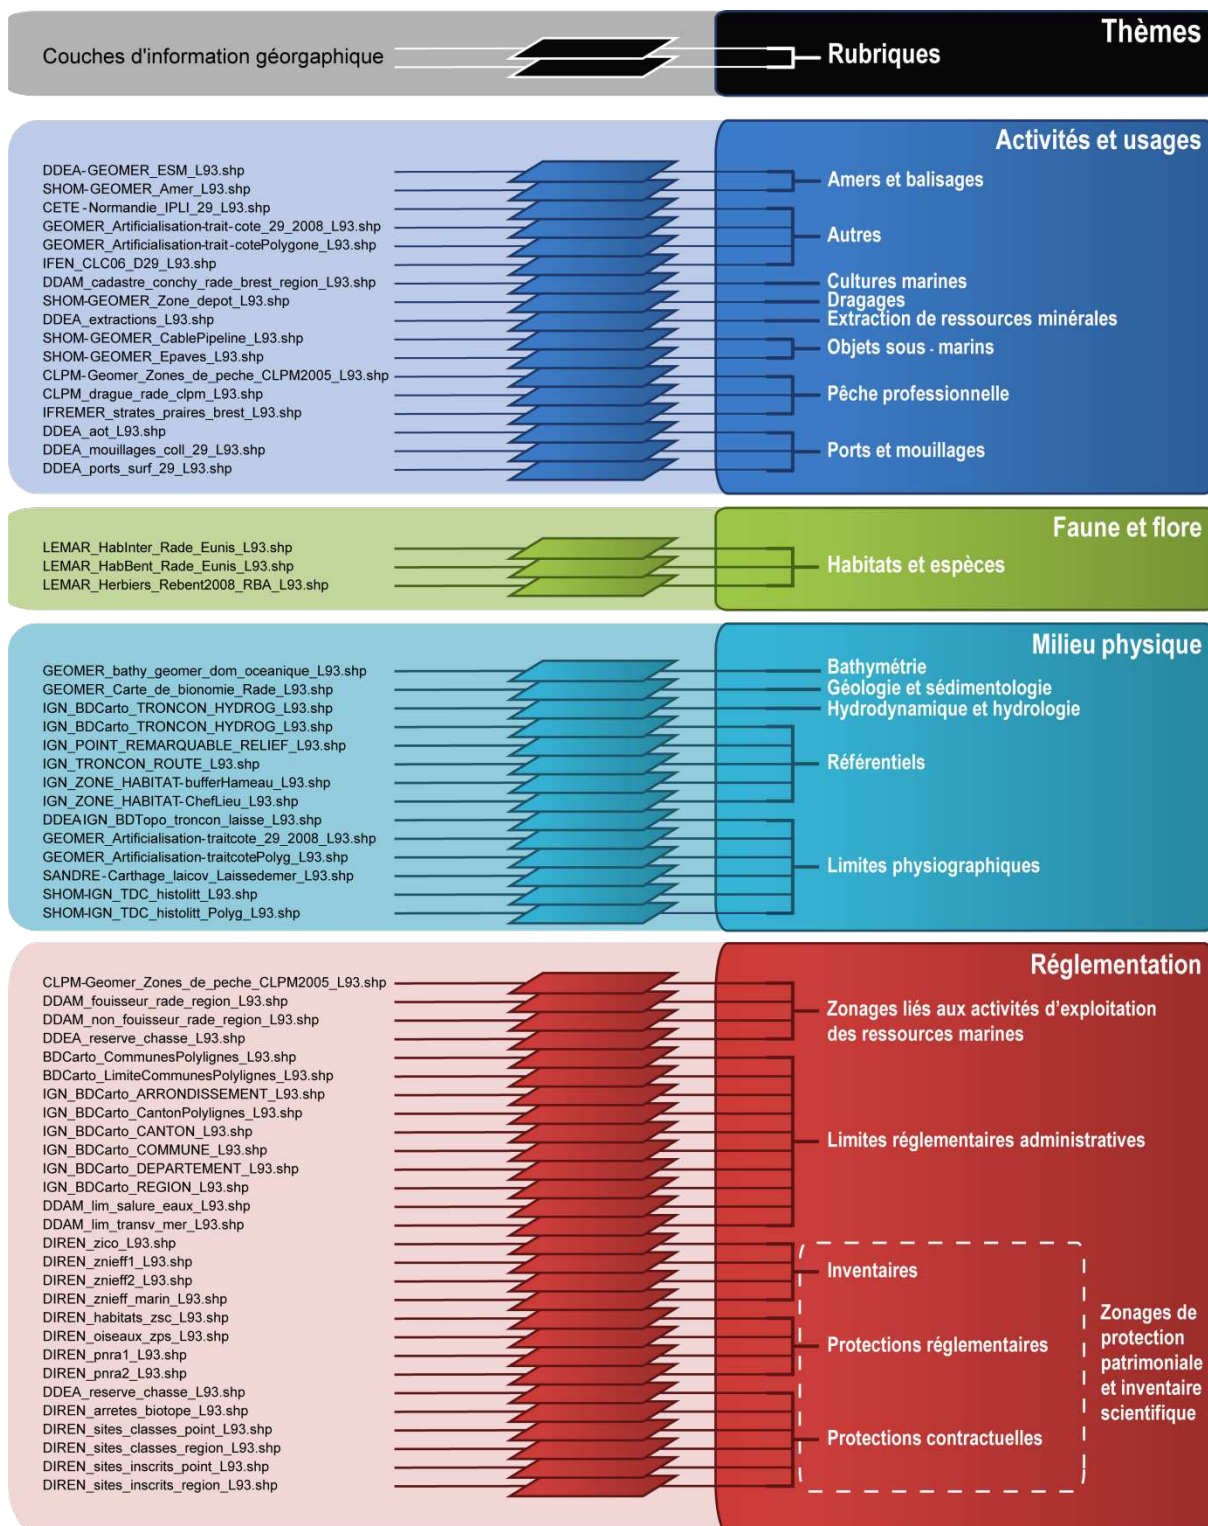 Thèmes
Couches d'information géorgaphique
Rubriques
Activités et usages
DDEA-GEOMER_ESM_L93.shp
SHOM-GEOMER_Amer_L93.shp
Amers et balisages
CETE-Normandie_IPLI_29_L93.shp
GEOMER_Artificialisation-trait-cote_29_2008_L93.shp
GEOMER_Artificialisation-trait-cotePolygone_L93.shp
IFEN_CLC06_D29_L93.shp
Autres
DDAM_cadastre_conchy_rade_brest_region_L93.shp
Cultures marines
SHOM-GEOMER_Zone_depot_L93.shp
Dragages
DDEA_extractions_L93.shp
Extraction de ressources minérales
SHOM-GEOMER_CablePipeline_L93.shp
SHOM-GEOMER_Epaves_L93.shp
Objets sous - marins
CLPM-Geomer_Zones_de_peche_CLPM2005_L93.shp
CLPM_drague_rade_clpm_L93.shp
IFREMER_strates_praires_brest_L93.shp
Pêche professionnelle
DDEA_aot_L93.shp
DDEA_mouillages_coll_29_L93.shp
DDEA_ports_surf_29_L93.shp
Ports et mouillages
Faune et flore
LEMAR_HabInter_Rade_Eunis_L93.shp
LEMAR_HabBent_Rade_Eunis_L93.shp
LEMAR_Herbiers_Rebent2008_RBA_L93.shp
Habitats et espèces
Milieu physique
GEOMER_bathy_geomer_dom_oceanique_L93.shp
Bathymétrie
GEOMER_Carte_de_bionomie_Rade_L93.shp
Géologie et sédimentologie
IGN_BDCarto_TRONCON_HYDROG_L93.shp
Hydrodynamique et hydrologie
IGN_BDCarto_TRONCON_HYDROG_L93.shp
IGN_POINT_REMARQUABLE_RELIEF_L93.shp
IGN_TRONCON_ROUTE_L93.shp
IGN_ZONE_HABITAT-bufferHameau_L93.shp
IGN_ZONE_HABITAT-ChefLieu_L93.shp
Référentiels
DDEAIGN_BDTopo_troncon_laisse_L93.shp
GEOMER_Artificialisation-traitcote_29_2008_L93.shp
GEOMER_Artificialisation-traitcotePolyg_L93.shp
SANDRE-Carthage_laicov_Laissedemer_L93.shp
SHOM-IGN_TDC_histolitt_L93.shp
SHOM-IGN_TDC_histolitt_Polyg_L93.shp
Limites physiographiques
Réglementation
CLPM-Geomer_Zones_de_peche_CLPM2005_L93.shp
DDAM_fouisseur_rade_region_L93.shp
DDAM_non_fouisseur_rade_region_L93.shp
DDEA_reserve_chasse_L93.shp
Zonages liés aux activités d'exploitation
des ressources marines
BDCarto_CommunesPolylignes_L93.shp
BDCarto_LimiteCommunesPolylignes_L93.shp
IGN_BDCarto_ARRONDISSEMENT_L93.shp
IGN_BDCarto_CantonPolylignes_L93.shp
IGN_BDCarto_CANTON_L93.shp
IGN_BDCarto_COMMUNE_L93.shp
IGN_BDCarto_DEPARTEMENT_L93.shp
IGN_BDCarto_REGION_L93.shp
DDAM_lim_salure_eaux_L93.shp
DDAM_lim_transv_mer_L93.shp
Limites réglementaires administratives
DIREN_zico_L93.shp
DIREN_znieff1_L93.shp
DIREN_znieff2_L93.shp
DIREN_znieff_marin_L93.shp
Inventaires
DIREN_habitats_zsc_L93.shp
DIREN_oiseaux_zps_L93.shp
DIREN_pnra1_L93.shp
DIREN_pnra2_L93.shp
Protections réglementaires
DDEA_reserve_chasse_L93.shp
DIREN_arretes_biotope_L93.shp
DIREN_sites_classes_point_L93.shp
DIREN_sites_classes_region_L93.shp
DIREN_sites_inscrits_point_L93.shp
DIREN_sites_inscrits_region_L93.shp
Protections contractuelles
Zonages de
protection
patrimoniale
et inventaire
scientifique